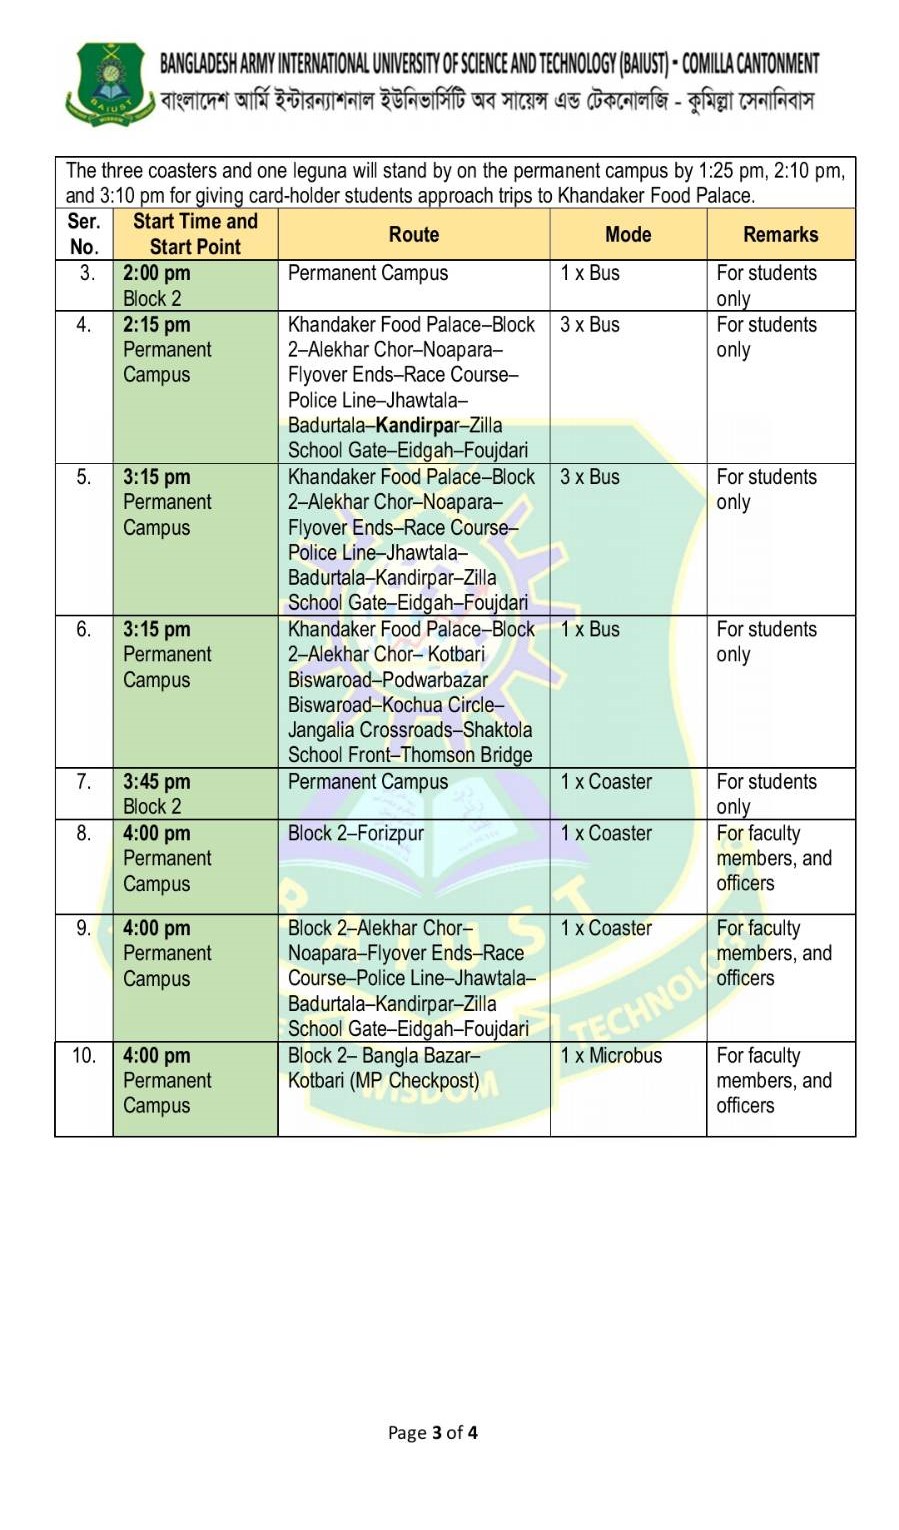 BANGLADESH ARMY INTERNATIONAL UNIVERSITY OF SCIENCE AND TECHNOLOGY (BAIUST) - COMILLA CANTONMENT
বাংলাদেশ আর্মি ইন্টারন্যাশনাল ইউনিভার্সিটি অব সায়েন্স এন্ড টেকনোলজি - কুমিল্লা সেনানিবাস
BAIUST
WISDOM
The three coasters and one leguna will stand by on the permanent campus by 1:25 pm, 2:10 pm,
and 3:10 pm for giving card-holder students approach trips to Khandaker Food Palace.
Ser. No.
Start Time and Start Point
Route
Mode
Remarks
3.
2:00 pm
Block 2
Permanent Campus
1 x Bus
For students
only
4.
2:15 pm
Permanent
Campus
Khandaker Food Palace–Block
2–Alekhar Chor–Noapara–
Flyover Ends–Race Course–
Police Line–Jhawtala–
Badurtala–Kandirpar–Zilla
School Gate–Eidgah–Foujdari
3 x Bus
For students
only
5.
3:15 pm
Permanent
Campus
Khandaker Food Palace–Block
2–Alekhar Chor–Noapara–
Flyover Ends–Race Course–
Police Line–Jhawtala–
Badurtala–Kandirpar–Zilla
School Gate–Eidgah–Foujdari
3 x Bus
For students
only
6.
3:15 pm
Permanent
Campus
Khandaker Food Palace–Block
2–Alekhar Chor– Kotbari
Biswaroad–Podwarbazar
Biswaroad–Kochua Circle–
Jangalia Crossroads–Shaktola
School Front–Thomson Bridge
1 x Bus
For students
only
7.
3:45 pm
Block 2
Permanent Campus
1 x Coaster
For students
only
8.
4:00 pm
Permanent
Campus
Block 2–Forizpur
1 x Coaster
For faculty
members, and
officers
9.
4:00 pm
Permanent
Campus
Block 2–Alekhar Chor–
Noapara–Flyover Ends–Race
Course–Police Line–Jhawtala–
Badurtala–Kandirpar–Zilla
School Gate–Eidgah–Foujdari
1 x Coaster
For faculty
members, and
officers
10.
4:00 pm
Permanent
Campus
Block 2– Bangla Bazar–
Kotbari (MP Checkpost)
1 x Microbus
For faculty
members, and
officers
BAIUST
WISDOM
TECHNOLOGY
Page 3 of 4